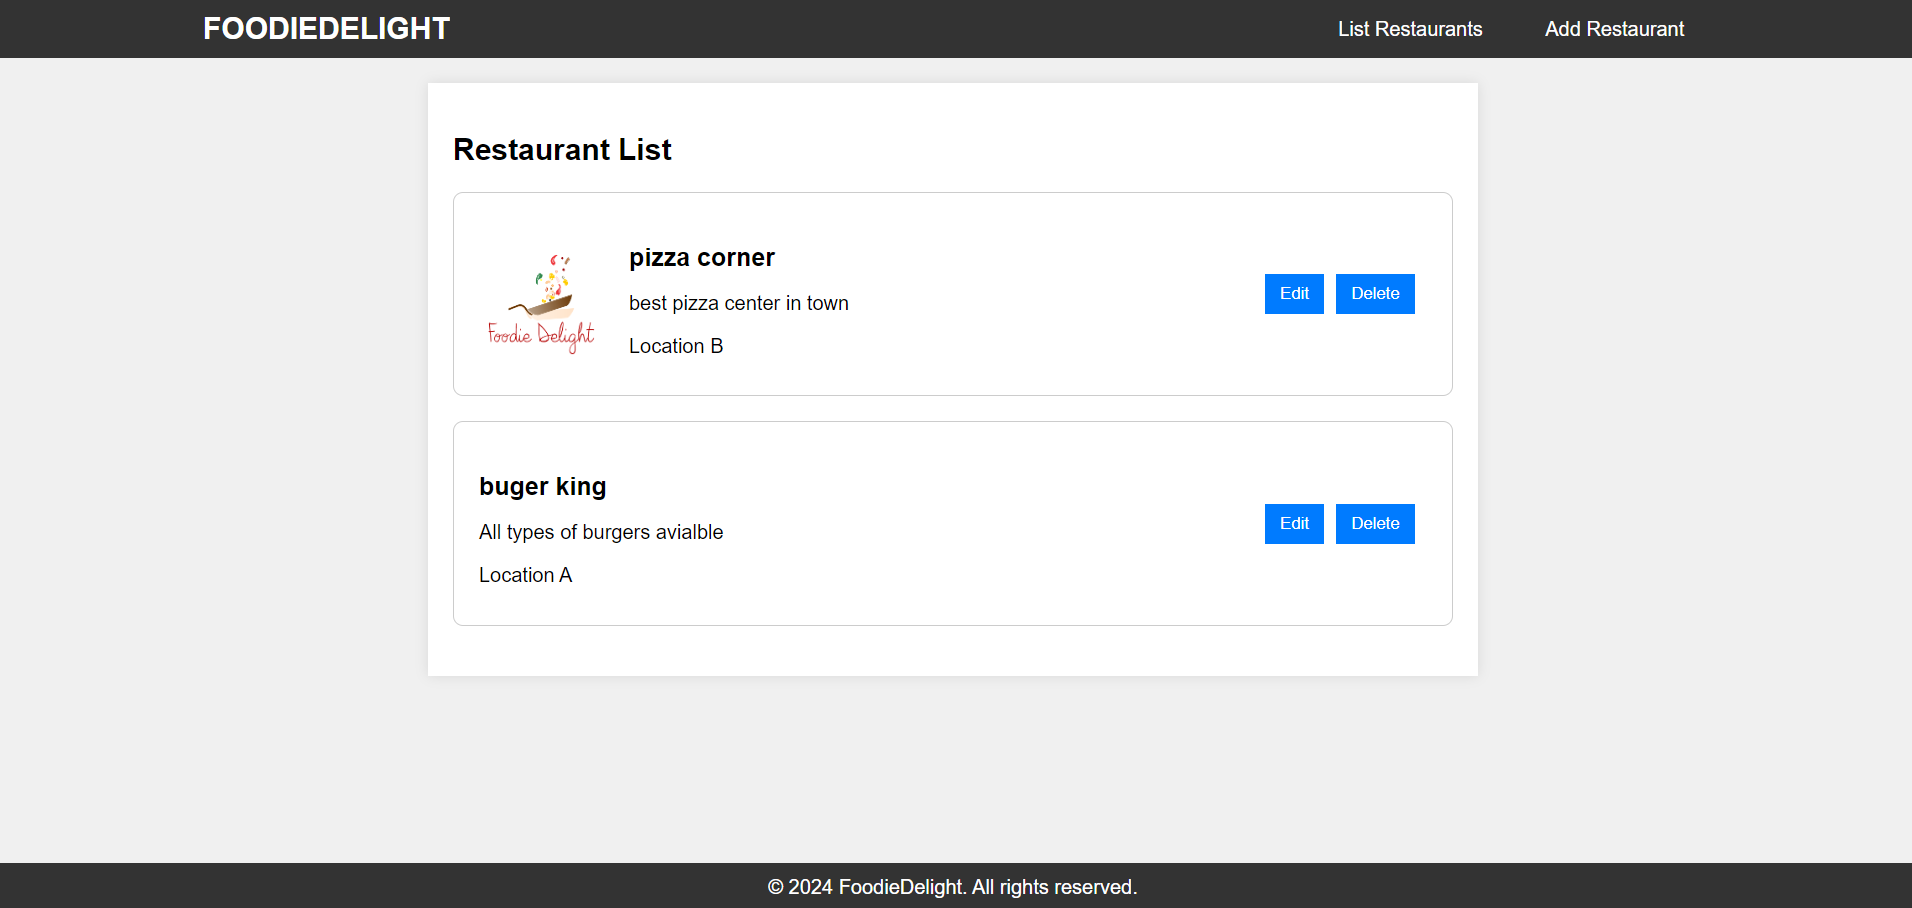 FOODIEDELIGHT
List Restaurants
Add Restaurant
Restaurant List
Foodie Delight
pizza corner
best pizza center in town
Location B
Edit
Delete
buger king
All types of burgers avialble
Location A
Edit
Delete
© 2024 FoodieDelight. All rights reserved.